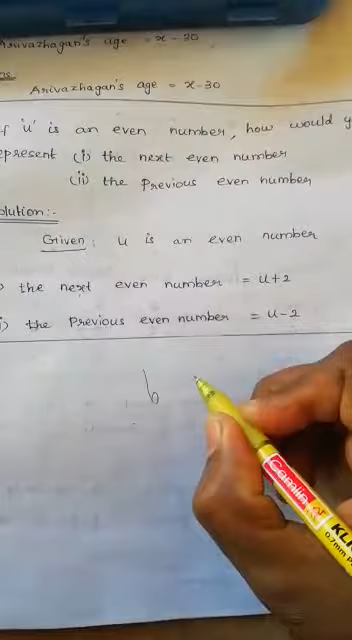 Arivazhagan's age = x - 30
Arivazhagan's age = x-30
If 'u' is an even number, how would
represent (i) the next even number
(ii) the previous even number
Solution:-
Given: u is an even number
the next even number = u+2
the previous even number = u-2
b
Camlin
KLI
0.7mm